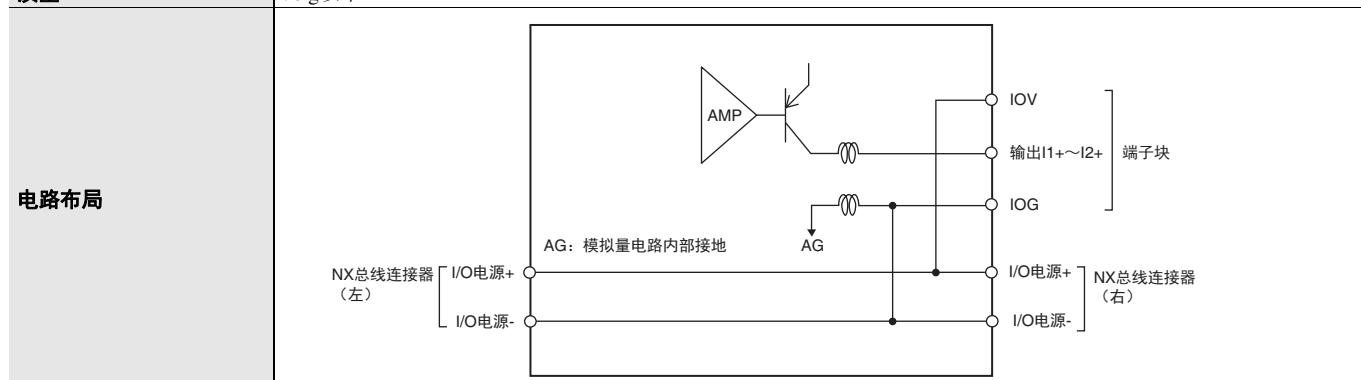 电路布局
AMP
IOV
输出I1+～I2+
端子块
IOG
AG：模拟量电路内部接地
AG
NX总线连接器
（左）
I/O电源+
I/O电源-
I/O电源+
I/O电源-
NX总线连接器
（右）